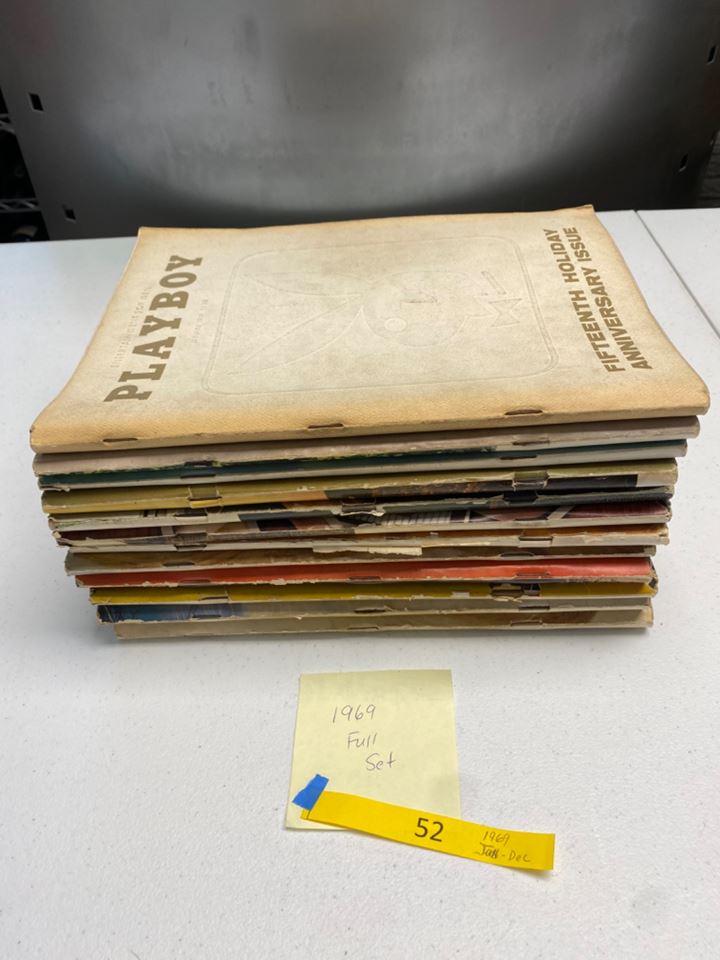 PLAYBOY
FIFTEENTH HOLIDAY
ANNIVERSARY ISSUE
1969
Full
Set
52
1969
Jan - Dec